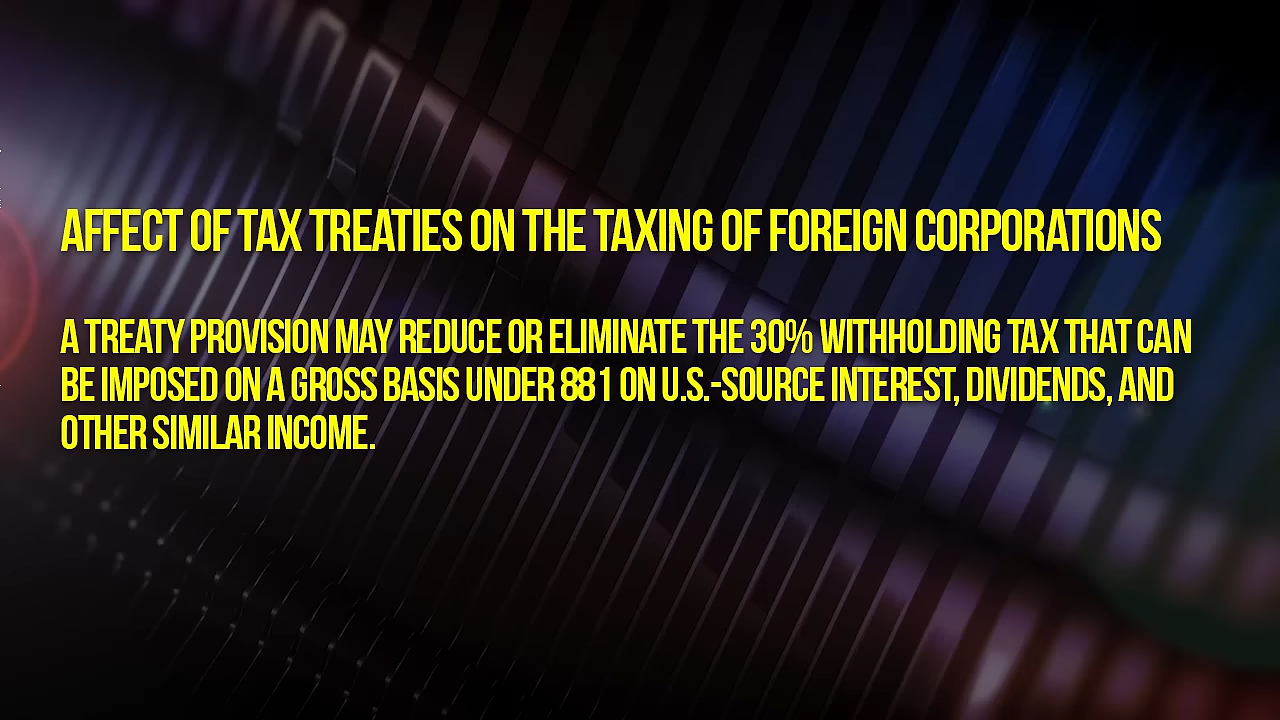 AFFECT OF TAX TREATIES ON THE TAXING OF FOREIGN CORPORATIONS
A TREATY PROVISION MAY REDUCE OR ELIMINATE THE 30% WITHHOLDING TAX THAT CAN
BE IMPOSED ON A GROSS BASIS UNDER 881 ON U.S.-SOURCE INTEREST, DIVIDENDS, AND
OTHER SIMILAR INCOME.